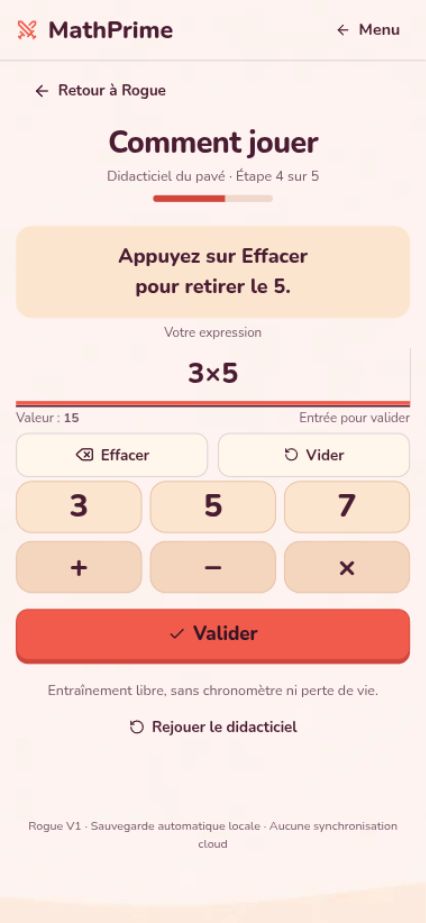 MathPrime
Menu
Retour à Rogue
Comment jouer
Didacticiel du pavé · Étape 4 sur 5
Appuyez sur Effacer
pour retirer le 5.
Votre expression
3×5
Valeur : 15
Entrée pour valider
Effacer
Vider
3
5
7
+
−
×
Valider
Entraînement libre, sans chronomètre ni perte de vie.
Rejouer le didacticiel
Rogue V1 · Sauvegarde automatique locale · Aucune synchronisation
cloud